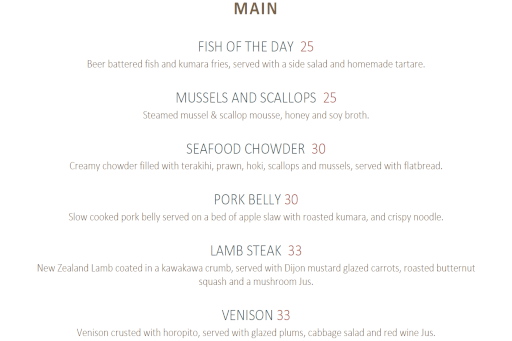 MAIN
FISH OF THE DAY 25
Beer battered fish and kumara fries, served with a side salad and homemade tartare.
MUSSELS AND SCALLOPS 25
Steamed mussel & scallop mousse, honey and soy broth.
SEAFOOD CHOWDER 30
Creamy chowder filled with terakihi, prawn, hoki, scallops and mussels, served with flatbread.
PORK BELLY 30
Slow cooked pork belly served on a bed of apple slaw with roasted kumara, and crispy noodle.
LAMB STEAK 33
New Zealand Lamb coated in a kawakawa crumb, served with Dijon mustard glazed carrots, roasted butternut
squash and a mushroom Jus.
VENISON 33
Venison crusted with horopito, served with glazed plums, cabbage salad and red wine Jus.